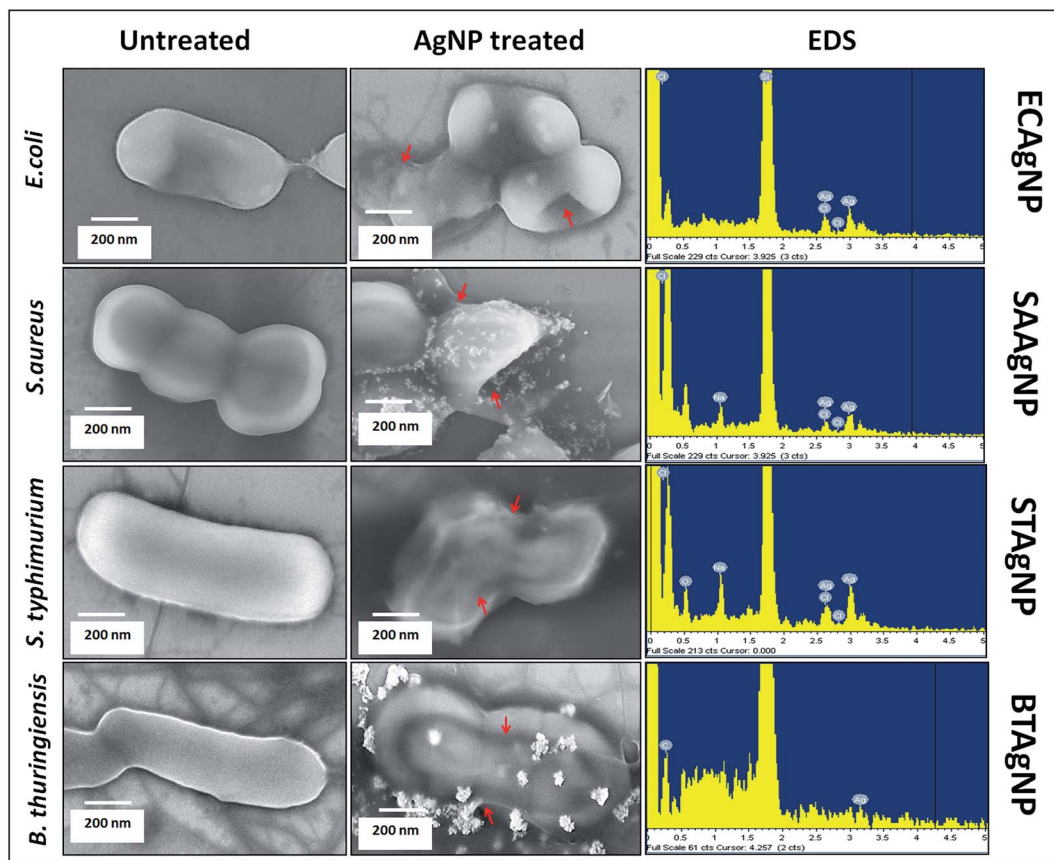 Untreated AgNP treated EDS
E.coli
200 nm
200 nm
Cl
Si
Ag
Cl
Cl
Ag
0 0.5 1 1.5 2 2.5 3 3.5 4 4.5 5
Full Scale 229 cts Cursor: 3.925 (3 cts)
ECAgNP
S.aureus
200 nm
200 nm
Cl
Na
Ag
Cl
Cl
Ag
0 0.5 1 1.5 2 2.5 3 3.5 4 4.5 5
Full Scale 229 cts Cursor: 3.925 (3 cts)
SAAgNP
S. typhimurium
200 nm
200 nm
Cl
Na
Ag
Cl
Cl
Ag
0 0.5 1 1.5 2 2.5 3 3.5 4 4.5 5
Full Scale 213 cts Cursor: 0.000
STAgNP
B. thuringiensis
200 nm
200 nm
C
Ag
0 0.5 1 1.5 2 2.5 3 3.5 4 4.5 5
Full Scale 61 cts Cursor: 4.257 (2 cts)
BTAgNP